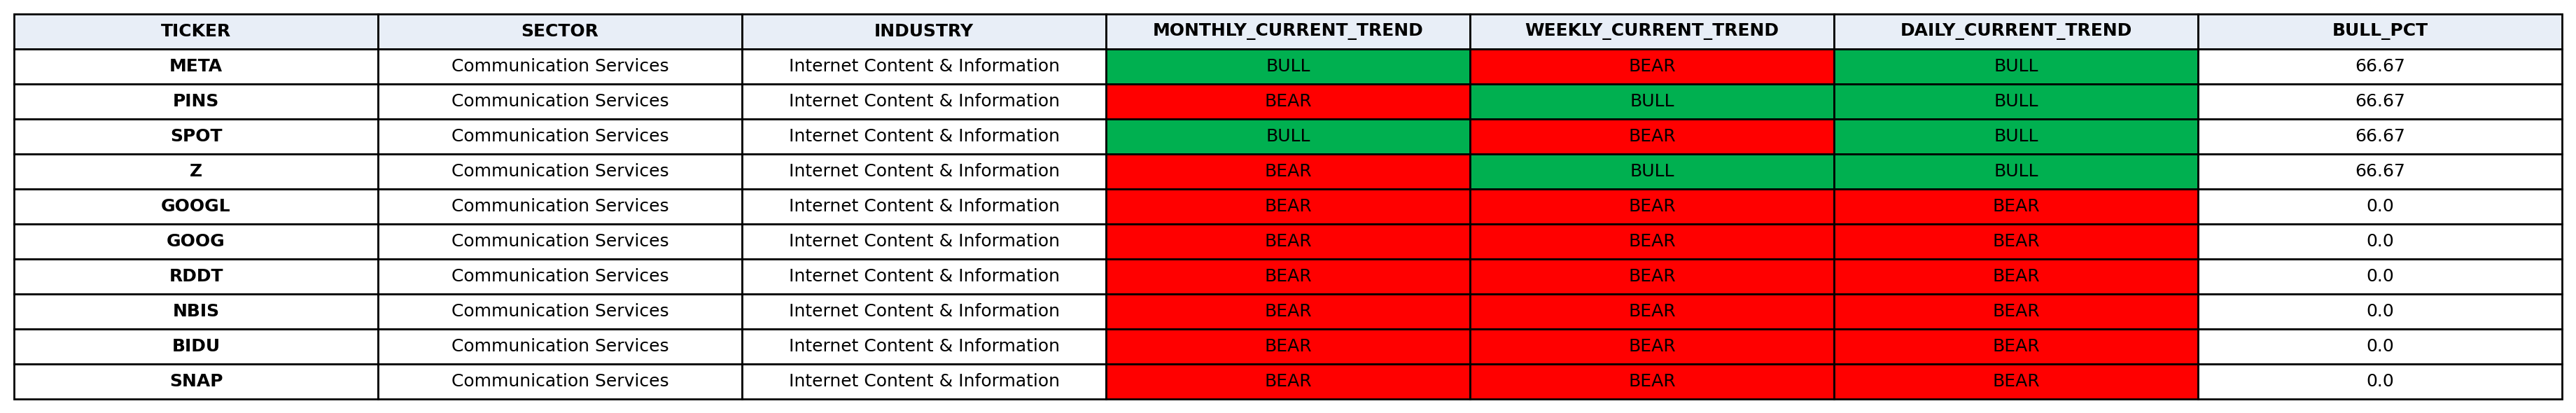 TICKER SECTOR INDUSTRY MONTHLY_CURRENT_TREND WEEKLY_CURRENT_TREND DAILY_CURRENT_TREND BULL_PCT
META Communication Services Internet Content & Information BULL BEAR BULL 66.67
PINS Communication Services Internet Content & Information BEAR BULL BULL 66.67
SPOT Communication Services Internet Content & Information BULL BEAR BULL 66.67
Z Communication Services Internet Content & Information BEAR BULL BULL 66.67
GOOGL Communication Services Internet Content & Information BEAR BEAR BEAR 0.0
GOOG Communication Services Internet Content & Information BEAR BEAR BEAR 0.0
RDDT Communication Services Internet Content & Information BEAR BEAR BEAR 0.0
NBIS Communication Services Internet Content & Information BEAR BEAR BEAR 0.0
BIDU Communication Services Internet Content & Information BEAR BEAR BEAR 0.0
SNAP Communication Services Internet Content & Information BEAR BEAR BEAR 0.0